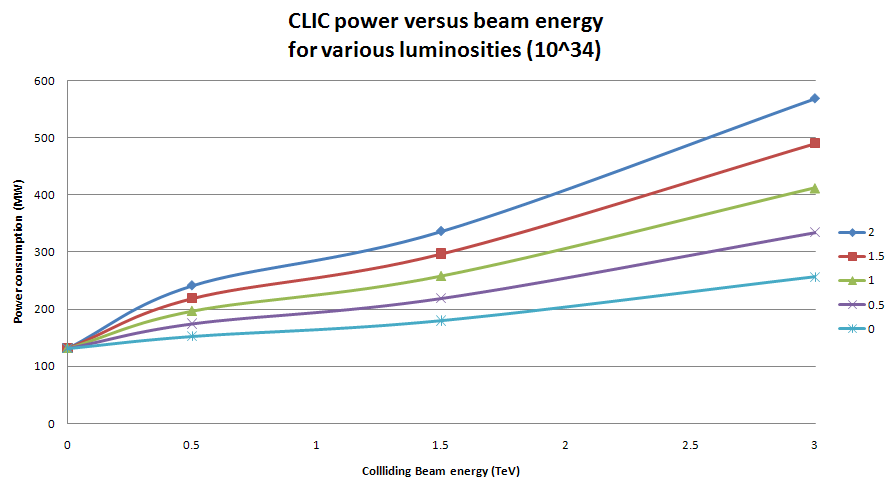 CLIC power versus beam energy
for various luminosities (10^34)
600
500
400
300
200
100
0
Power consumption (MW)
0 0.5 1 1.5 2 2.5 3
Collliding Beam energy (TeV)
2
1.5
1
0.5
0